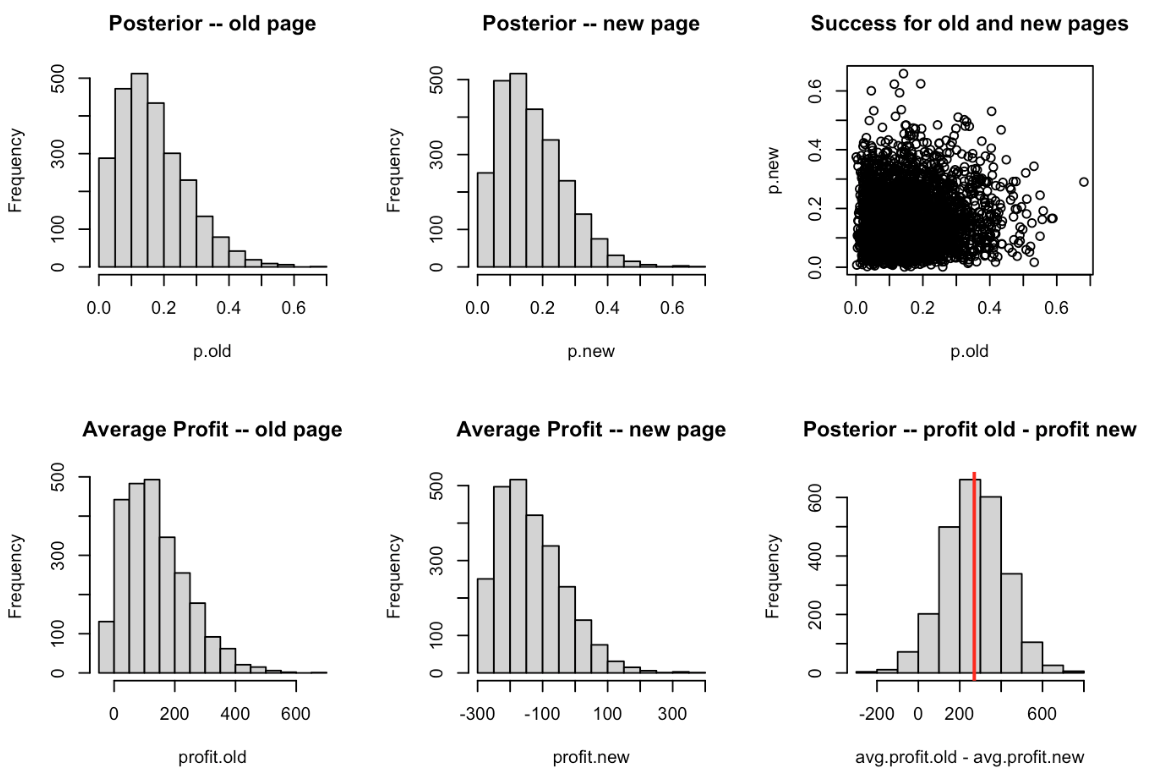 Posterior -- old page
Frequency
0 100 300 500
0.0 0.2 0.4 0.6
p.old
Posterior -- new page
Frequency
0 100 300 500
0.0 0.2 0.4 0.6
p.new
Success for old and new pages
p.new
0.0 0.2 0.4 0.6
0.0 0.2 0.4 0.6
p.old
Average Profit -- old page
Frequency
0 100 300 500
0 200 400 600
profit.old
Average Profit -- new page
Frequency
0 100 300 500
-300 -100 100 300
profit.new
Posterior -- profit old - profit new
Frequency
0 200 400 600
-200 0 200 600
avg.profit.old - avg.profit.new